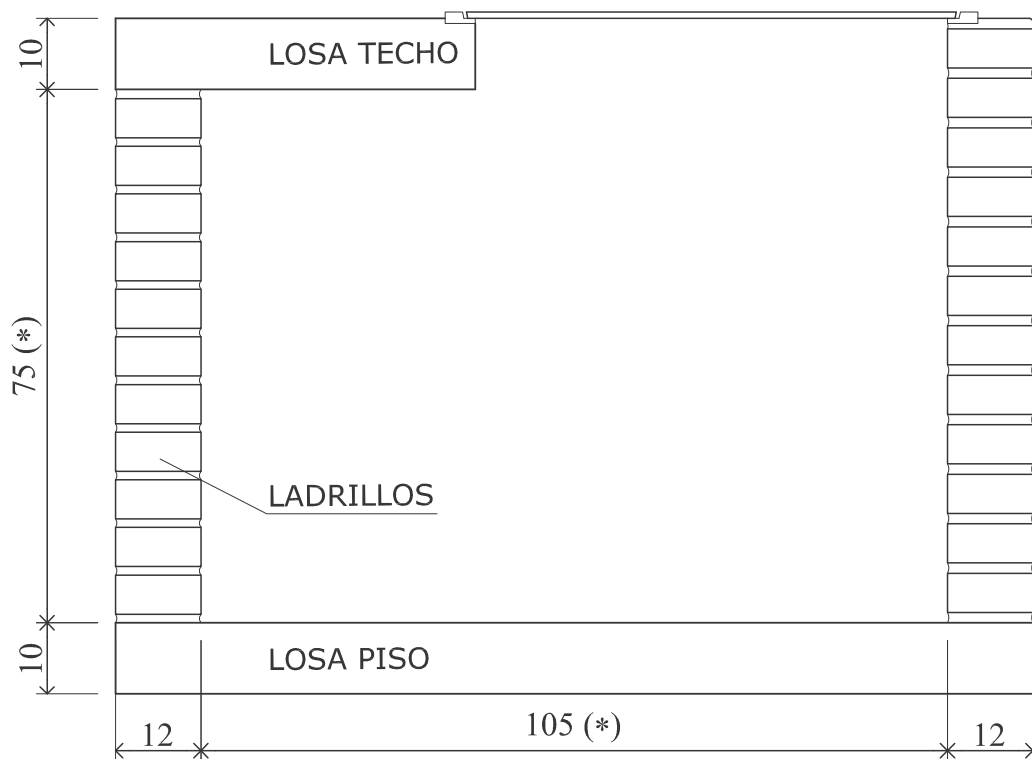 10
LOSA TECHO
75 (*)
LADRILLOS
10
LOSA PISO
12
105 (*)
12